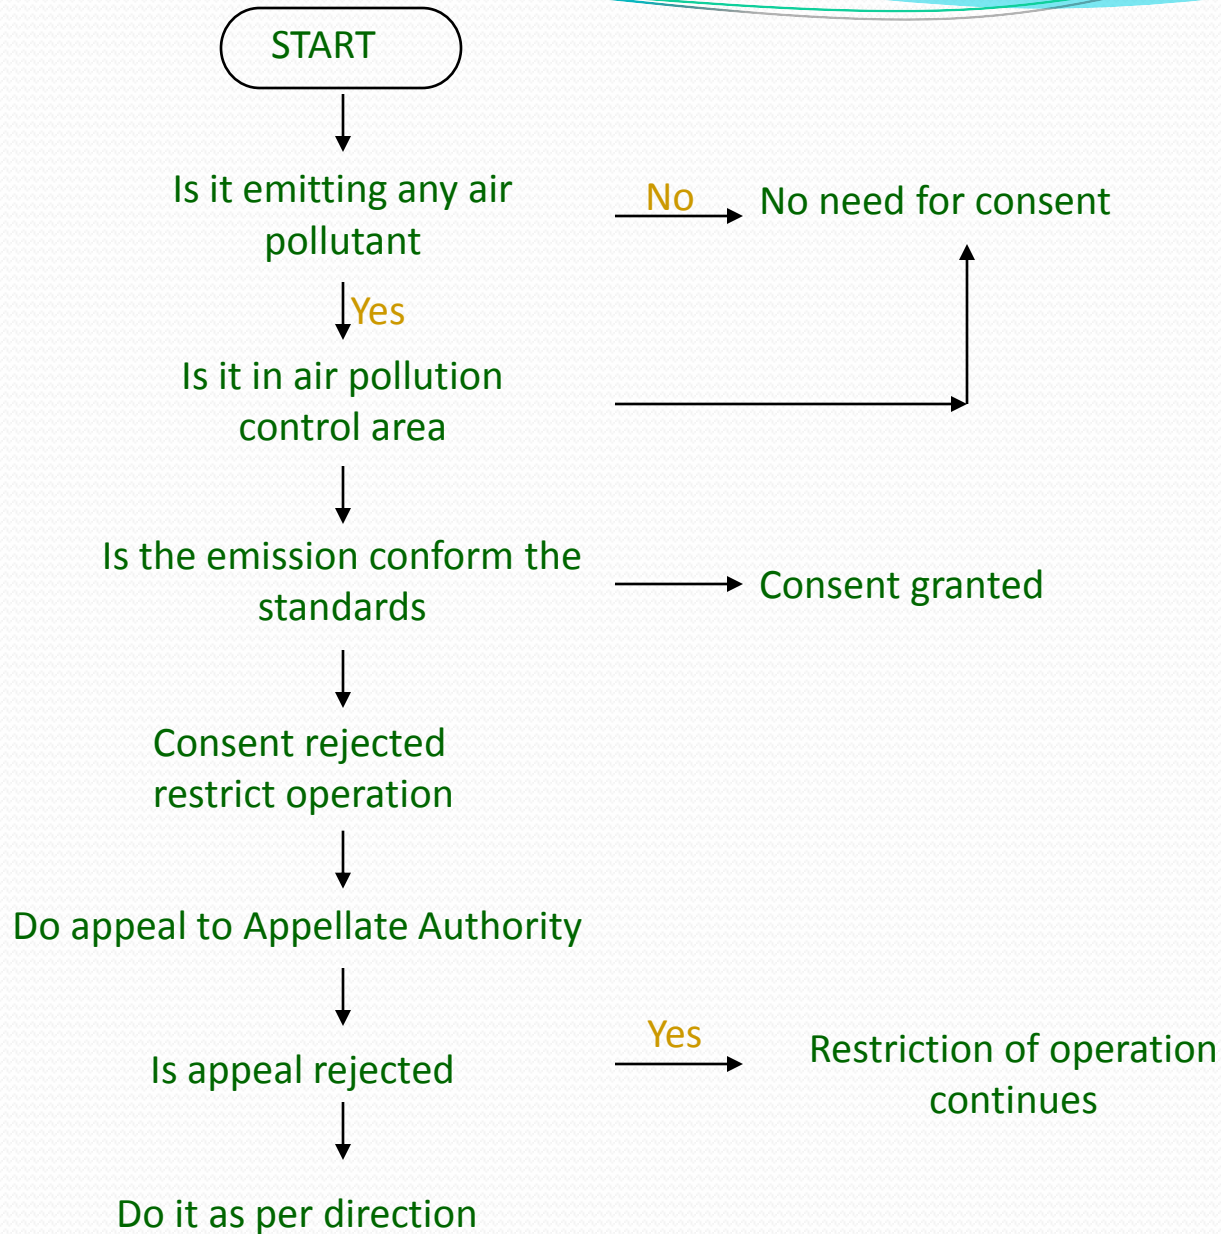 START
Is it emitting any air
pollutant
No
No need for consent
Yes
Is it in air pollution
control area
Is the emission conform the
standards
Consent granted
Consent rejected
restrict operation
Do appeal to Appellate Authority
Is appeal rejected
Yes
Restriction of operation
continues
Do it as per direction